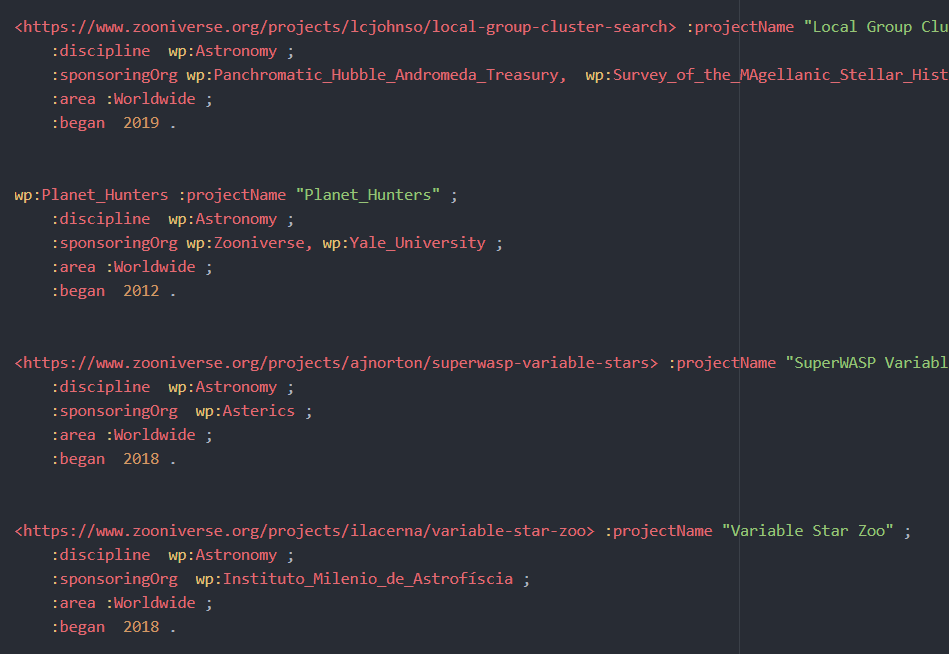 <https://www.zooniverse.org/projects/lcjohnso/local-group-cluster-search> :projectName "Local Group Clu
:discipline  wp:Astronomy ;
:sponsoringOrg wp:Panchromatic_Hubble_Andromeda_Treasury,  wp:Survey_of_the_MAgellanic_Stellar_Hist
:area :Worldwide ;
:began  2019 .
wp:Planet_Hunters :projectName "Planet_Hunters" ;
:discipline  wp:Astronomy ;
:sponsoringOrg wp:Zooniverse, wp:Yale_University ;
:area :Worldwide ;
:began  2012 .
<https://www.zooniverse.org/projects/ajnorton/superwasp-variable-stars> :projectName "SuperWASP Variabl
:discipline  wp:Astronomy ;
:sponsoringOrg  wp:Asterics ;
:area :Worldwide ;
:began  2018 .
<https://www.zooniverse.org/projects/ilacerna/variable-star-zoo> :projectName "Variable Star Zoo" ;
:discipline  wp:Astronomy ;
:sponsoringOrg  wp:Instituto_Milenio_de_Astrofíscia ;
:area :Worldwide ;
:began  2018 .